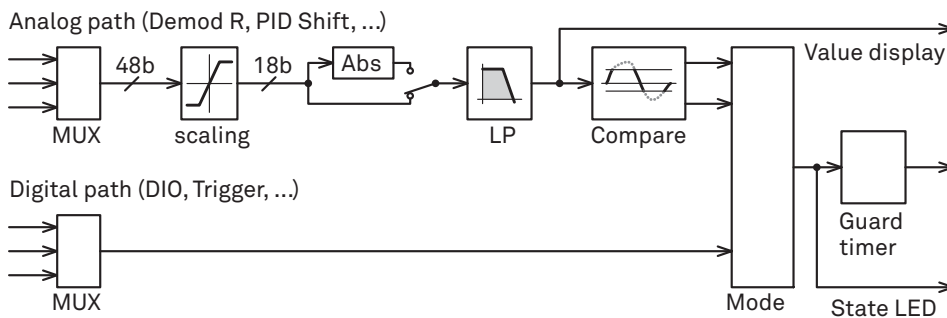 Analog path (Demod R, PID Shift, ...)
48b
18b
Abs
Value display
MUX
scaling
LP
Compare
Digital path (DIO, Trigger, ...)
Guard
timer
MUX
Mode
State LED